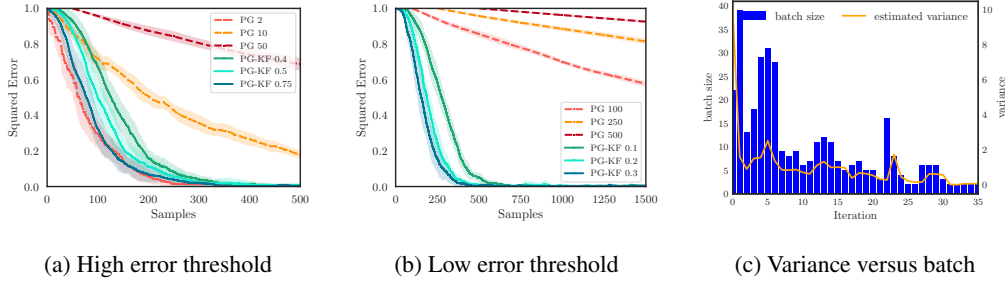 1.0
0.8
0.6
0.4
0.2
0.0
Squared Error
0 100 200 300 400 500
Samples
PG 2
PG 10
PG 50
PG-KF 0.4
PG-KF 0.5
PG-KF 0.75
(a) High error threshold
1.0
0.8
0.6
0.4
0.2
0.0
Squared Error
0 250 500 750 1000 1250 1500
Samples
PG 100
PG 250
PG 500
PG-KF 0.1
PG-KF 0.2
PG-KF 0.3
(b) Low error threshold
40
35
30
25
20
15
10
5
0
batch size
batch size
estimated variance
10
8
6
4
2
0
variance
0 5 10 15 20 25 30 35
Iteration
(c) Variance versus batch